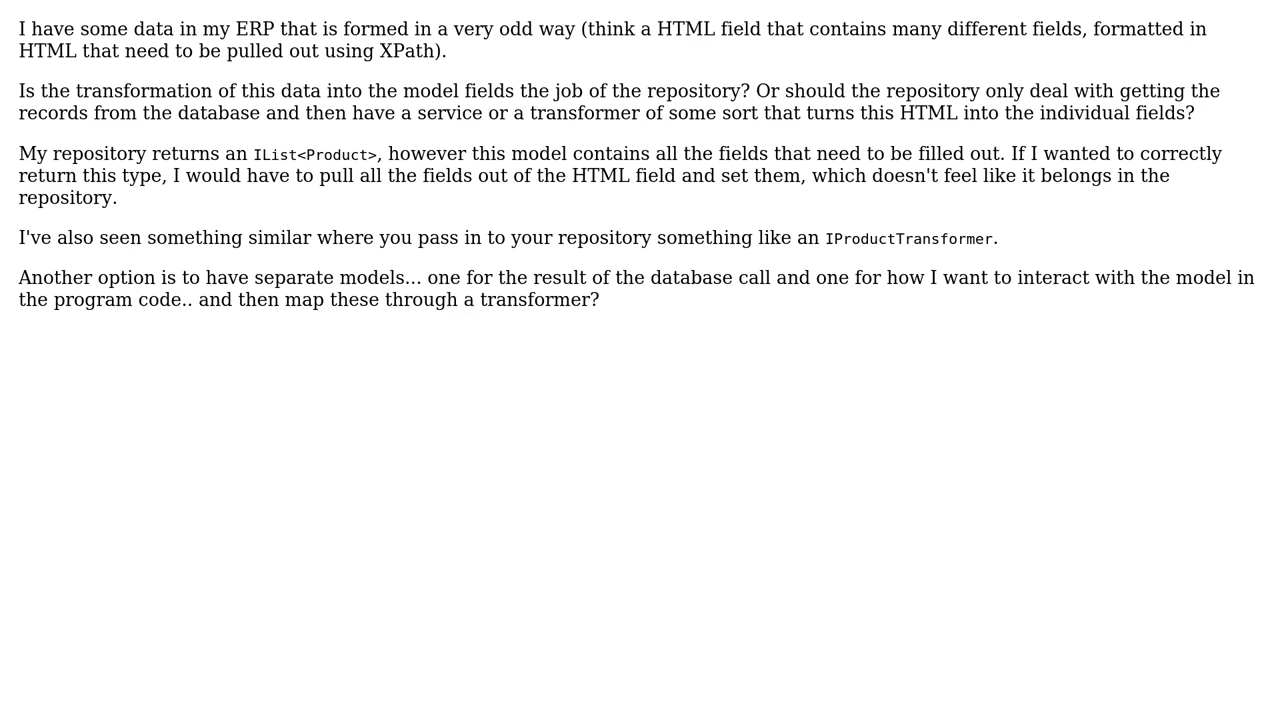 I have some data in my ERP that is formed in a very odd way (think a HTML field that contains many different fields, formatted in
HTML that need to be pulled out using XPath).
Is the transformation of this data into the model fields the job of the repository? Or should the repository only deal with getting the
records from the database and then have a service or a transformer of some sort that turns this HTML into the individual fields?
My repository returns an IList<Product>, however this model contains all the fields that need to be filled out. If I wanted to correctly
return this type, I would have to pull all the fields out of the HTML field and set them, which doesn't feel like it belongs in the
repository.
I've also seen something similar where you pass in to your repository something like an IProductTransformer.
Another option is to have separate models... one for the result of the database call and one for how I want to interact with the model in
the program code.. and then map these through a transformer?